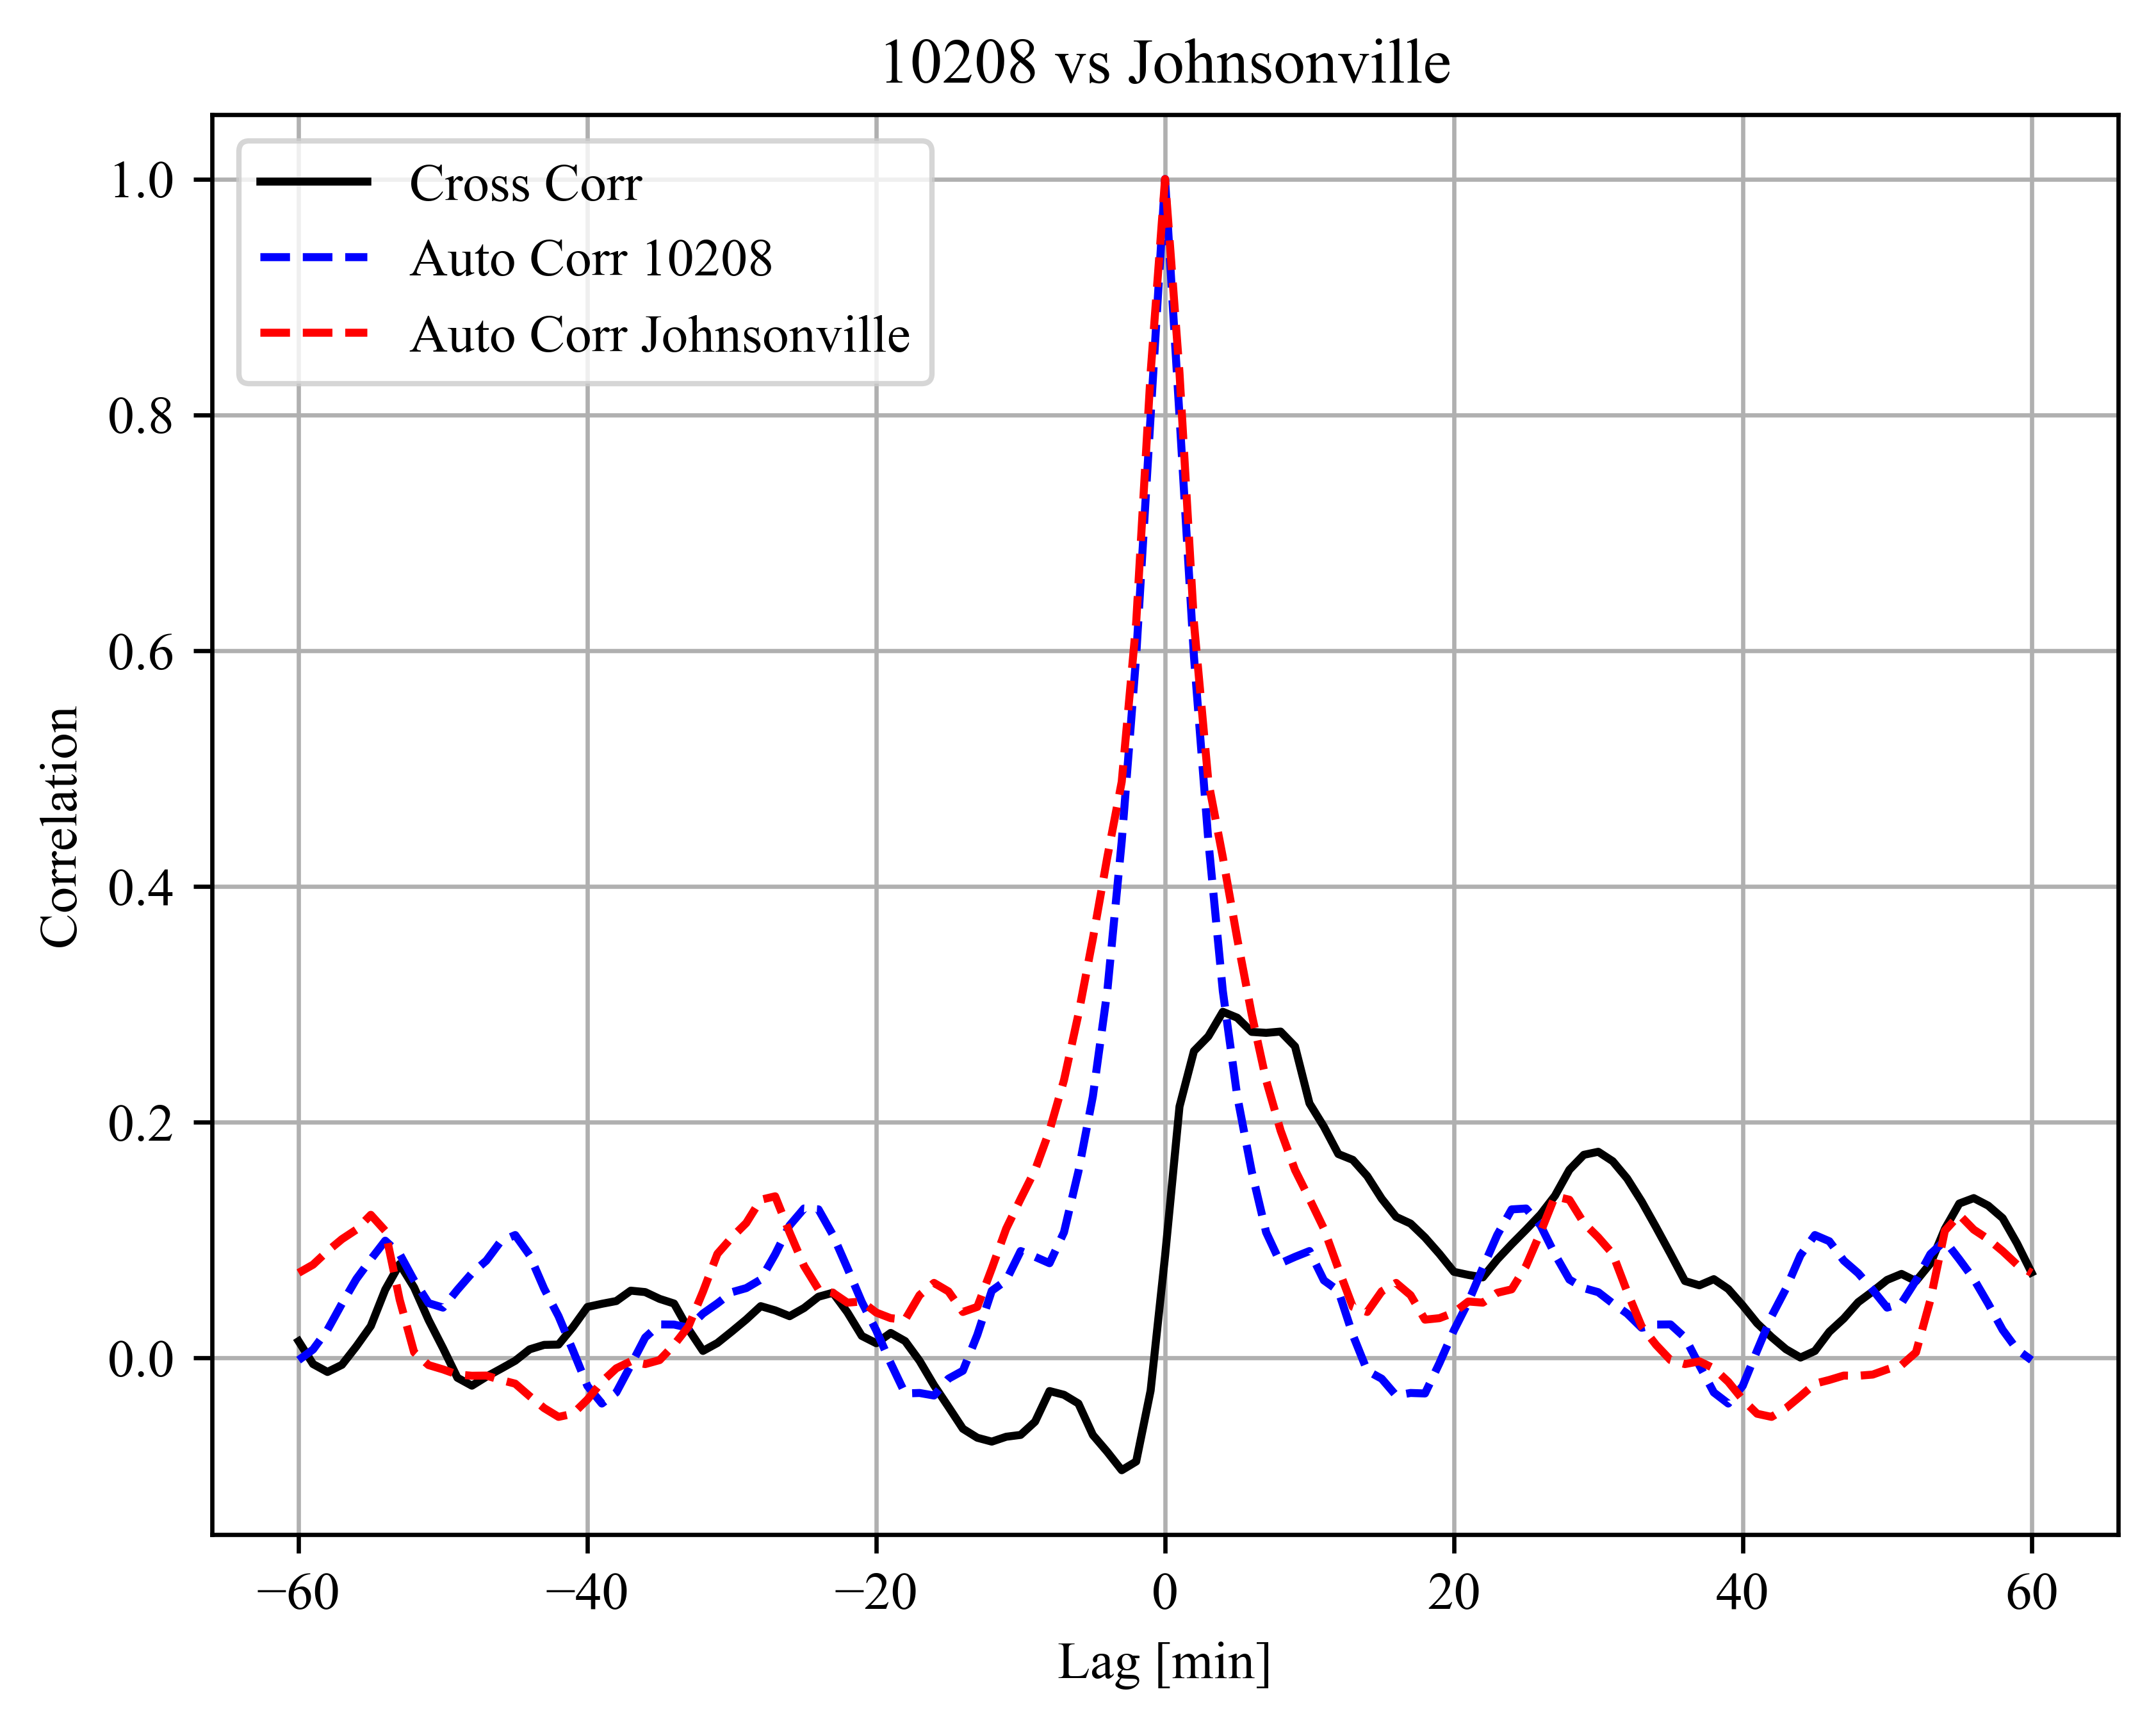 10208 vs Johnsonville
Cross Corr
Auto Corr 10208
Auto Corr Johnsonville
1.0
0.8
0.6
0.4
0.2
0.0
Correlation
−60 −40 −20 0 20 40 60
Lag [min]